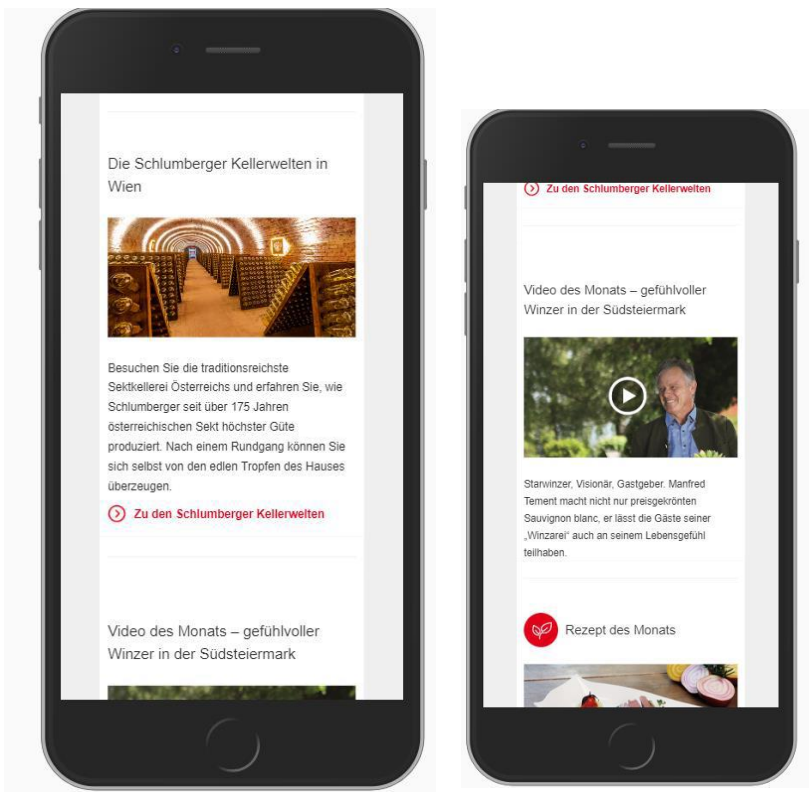 Die Schlumberger Kellerwelten in
Wien
Besuchen Sie die traditionsreichste
Sektkellerei Österreichs und erfahren Sie, wie
Schlumberger seit über 175 Jahren
österreichischen Sekt höchster Güte
produziert. Nach einem Rundgang können Sie
sich selbst von den edlen Tropfen des Hauses
überzeugen.
Zu den Schlumberger Kellerwelten
Video des Monats – gefühlvoller
Winzer in der Südsteiermark
Zu den Schlumberger Kellerwelten
Video des Monats – gefühlvoller
Winzer in der Südsteiermark
Starwinzer, Visionär, Gastgeber. Manfred
Tement macht nicht nur preisgekrönten
Sauvignon blanc, er lässt die Gäste seiner
„Winzarei“ auch an seinem Lebensgefühl
teilhaben.
Rezept des Monats